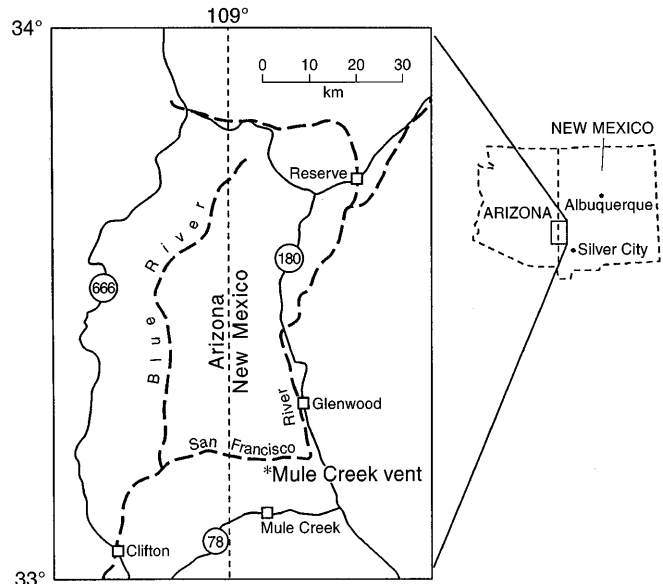 34°
109°
0 10 20 30
km
NEW MEXICO
Reserve
ARIZONA
Albuquerque
Silver City
Blue River
180
666
Arizona
New Mexico
River
Glenwood
San Francisco
*Mule Creek vent
Mule Creek
78
Clifton
33°